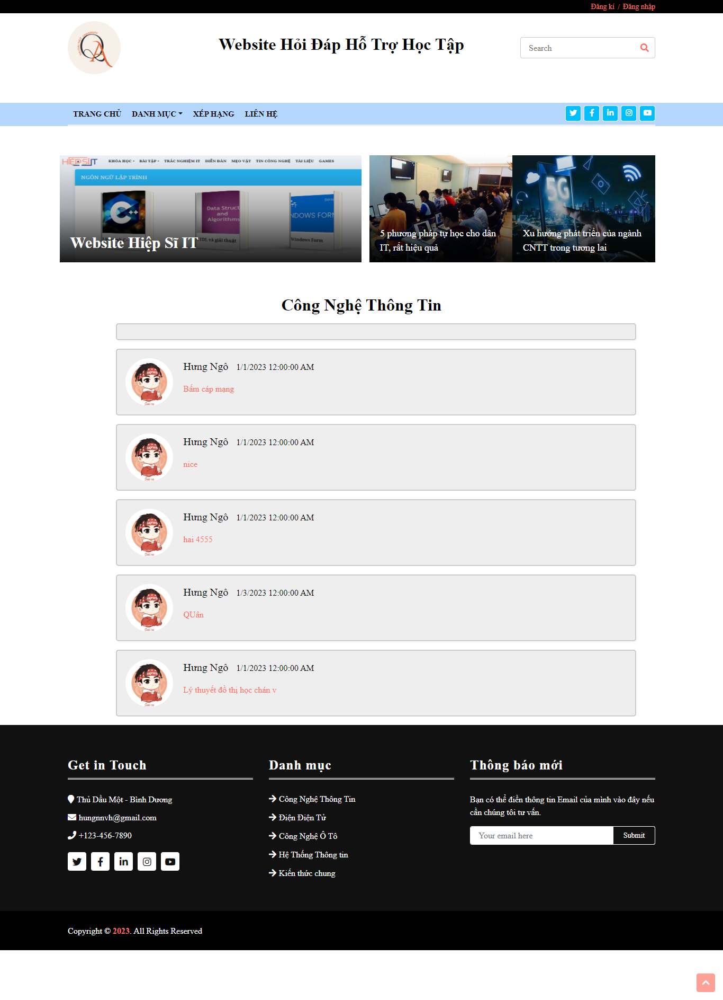 Đăng kí / Đăng nhập
Website Hỏi Đáp Hỗ Trợ Học Tập
Search
TRANG CHỦ DANH MỤC XẾP HẠNG LIÊN HỆ
HIEPSIIT KHÓA HỌC BÀI TẬP TRẮC NGHIỆM IT DIỄN ĐÀN MẸO VẶT TIN CÔNG NGHỆ TÀI LIỆU GAMES
NGÔN NGỮ LẬP TRÌNH
C++
Data Struct
and
Algorithms
NDOWS FORM
TDL và giải thuật
Windows Form
Website Hiệp Sĩ IT
5 phương pháp tự học cho dân
IT, rất hiệu quả
5G
Xu hướng phát triển của ngành
CNTT trong tương lai
Công Nghệ Thông Tin
Hưng Ngô 1/1/2023 12:00:00 AM
Bấm cáp mạng
Hưng Ngô 1/1/2023 12:00:00 AM
nice
Hưng Ngô 1/1/2023 12:00:00 AM
hai 4555
Hưng Ngô 1/3/2023 12:00:00 AM
QUân
Hưng Ngô 1/1/2023 12:00:00 AM
Lý thuyết đồ thị học chán v
Get in Touch
Thủ Dầu Một - Bình Dương
hungnnvh@gmail.com
+123-456-7890
Danh mục
Công Nghệ Thông Tin
Điện Điện Tử
Công Nghệ Ô Tô
Hệ Thống Thông tin
Kiến thức chung
Thông báo mới
Bạn có thể điền thông tin Email của mình vào đây nếu
cần chúng tôi tư vấn.
Your email here Submit
Copyright © 2023. All Rights Reserved